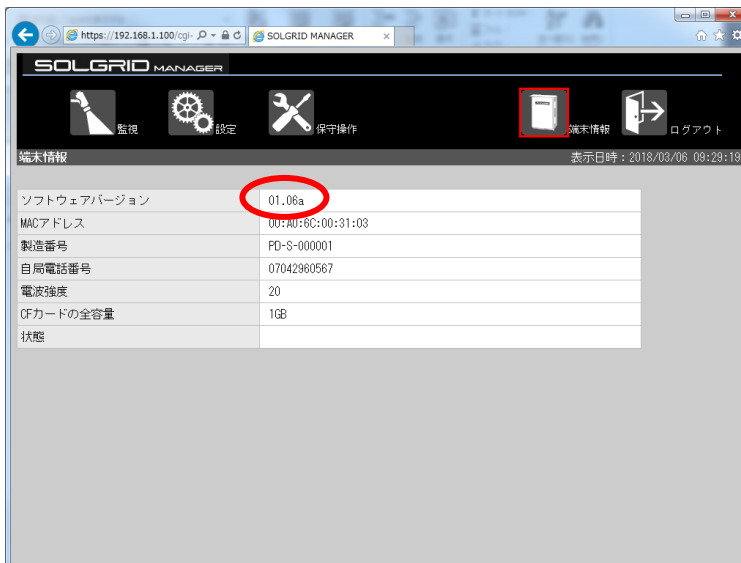 https://192.168.1.100/cgi-
SOLGRID MANAGER
SOLGRID MANAGER
監視 設定 保守操作 端末情報 ログアウト
端末情報 表示日時：2018/03/06 09:29:19
ソフトウェアバージョン 01.06a
MACアドレス 00:A0:6C:00:31:03
製造番号 PD-S-000001
自局電話番号 07042960567
電波強度 20
CFカードの全容量 1GB
状態